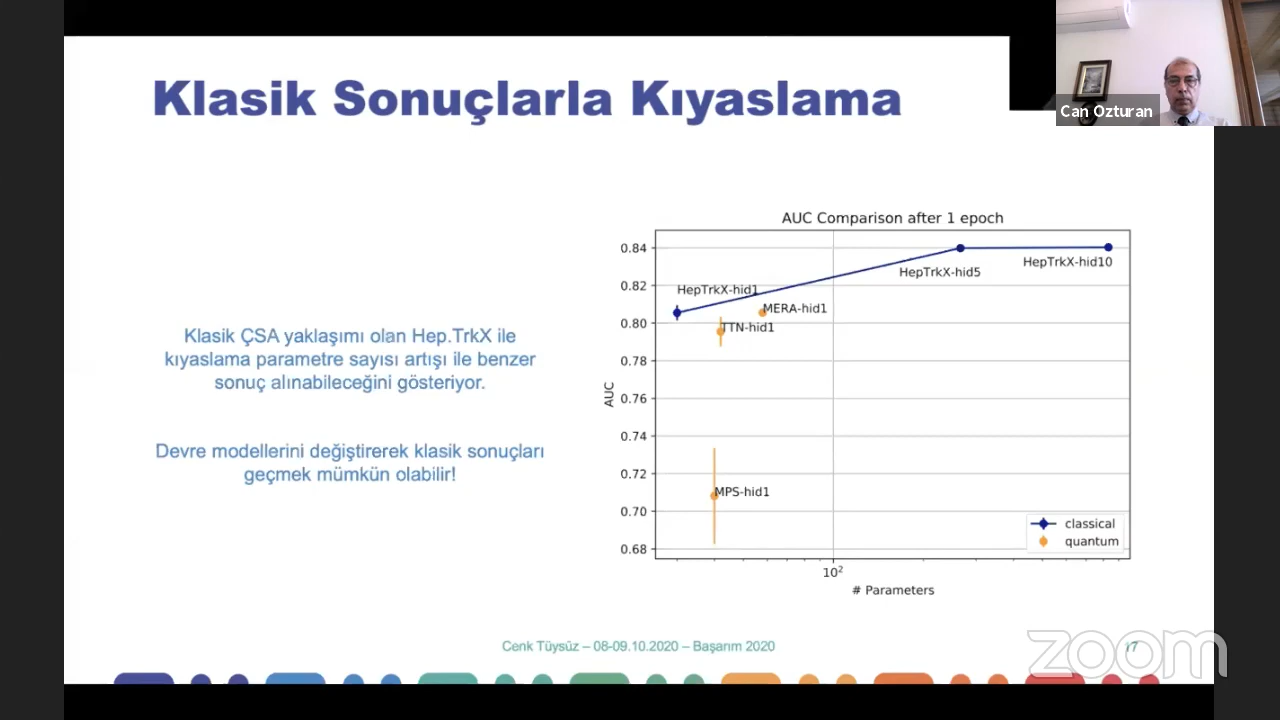 Klasik Sonuçlarla Kıyaslama
Can Ozturan
Klasik ÇSA yaklaşımı olan Hep.TrkX ile
kıyaslama parametre sayısı artışı ile benzer
sonuç alınabileceğini gösteriyor.
Devre modellerini değiştirerek klasik sonuçları
geçmek mümkün olabilir!
AUC Comparison after 1 epoch
0.84
0.82
0.80
0.78
0.76
0.74
0.72
0.70
0.68
AUC
HepTrkX-hid1
HepTrkX-hid5
HepTrkX-hid10
MERA-hid1
TTN-hid1
MPS-hid1
classical
quantum
10²
# Parameters
Cenk Tüysüz – 08-09.10.2020 – Başarım 2020
17
zoom